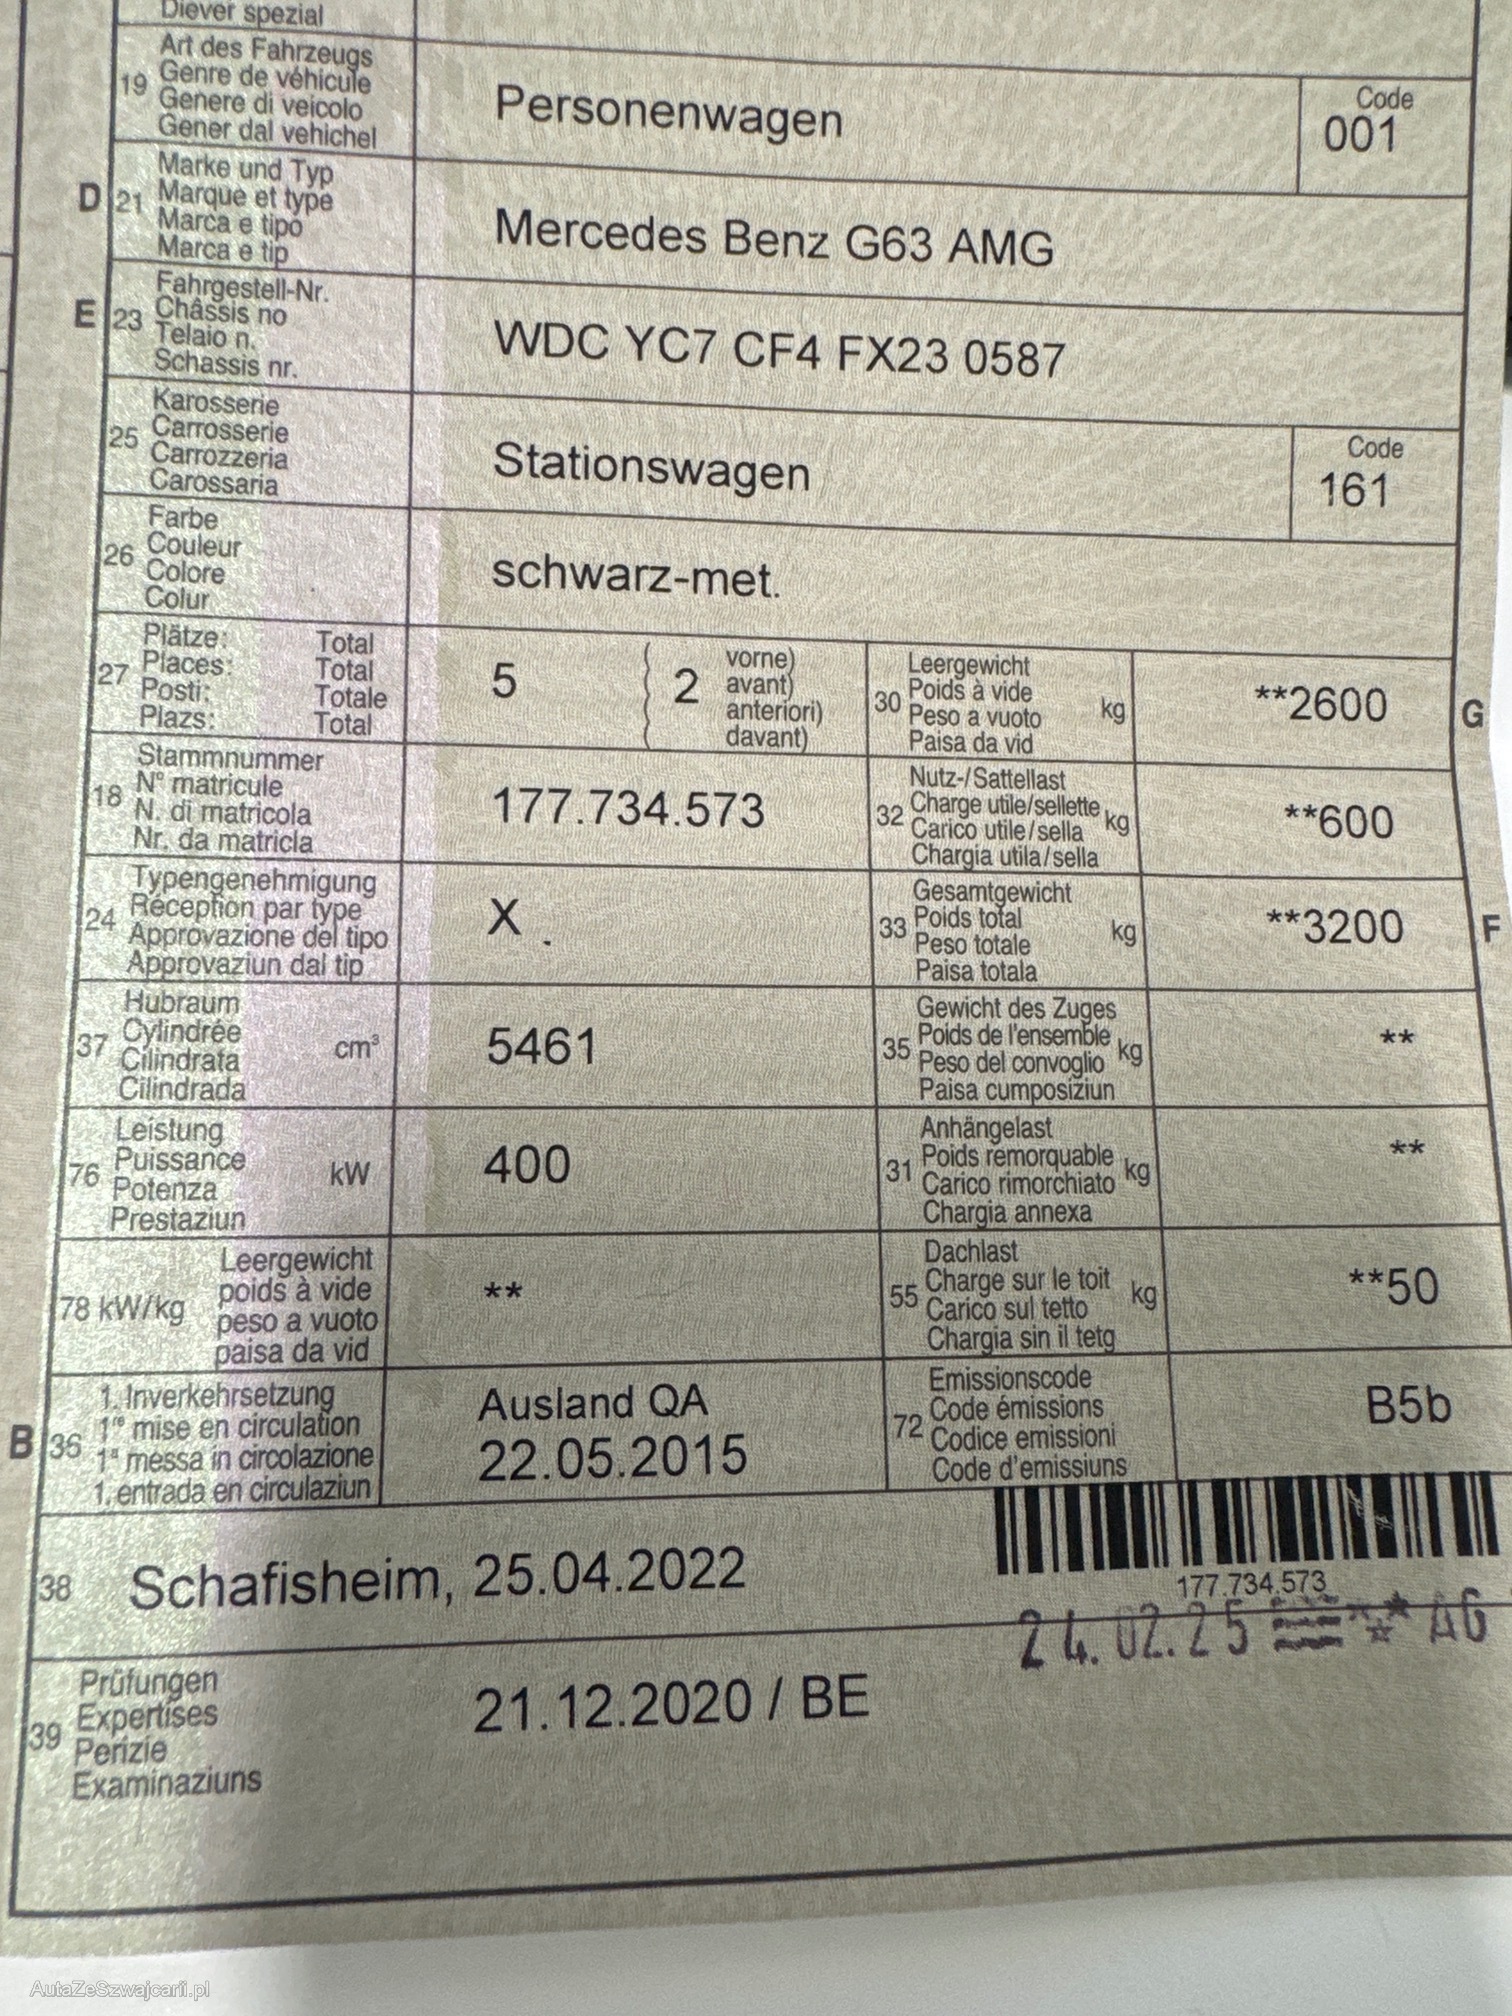 Diever spezial
19 Art des Fahrzeugs
Genre de véhicule
Genere di veicolo
Gener dal vehichel
Personenwagen
Code
001
D 21 Marke und Typ
Marque et type
Marca e tipo
Marca e tip
Mercedes Benz G63 AMG
E 23 Fahrgestell-Nr.
Châssis no
Telaio n.
Schassis nr.
WDC YC7 CF4 FX23 0587
25 Karosserie
Carrosserie
Carrozzeria
Carossaria
Stationswagen
Code
161
26 Farbe
Couleur
Colore
Colur
schwarz-met.
27 Plätze: Total
Places: Total
Posti: Totale
Plazs: Total
5
2 vorne)
avant)
anteriori)
davant)
30 Leergewicht
Poids à vide
Peso a vuoto
Paisa da vid
kg
**2600
G
18 Stammnummer
N° matricule
N. di matricola
Nr. da matricla
177.734.573
32 Nutz-/Sattellast
Charge utile/sellette
Carico utile/sella
Chargia utila/sella
kg
**600
24 Typengenehmigung
Réception par type
Approvazione del tipo
Approvaziun dal tip
X
33 Gesamtgewicht
Poids total
Peso totale
Paisa totala
kg
**3200
F
37 Hubraum
Cylindrée
Cilindrata
Cilindrada
cm³
5461
35 Gewicht des Zuges
Poids de l'ensemble
Peso del convoglio
Paisa cumposiziun
kg
**
76 Leistung
Puissance
Potenza
Prestaziun
kW
400
31 Anhängelast
Poids remorquable
Carico rimorchiato
Chargia annexa
kg
**
78 kW/kg
Leergewicht
poids à vide
peso a vuoto
paisa da vid
**
55 Dachlast
Charge sur le toit
Carico sul tetto
Chargia sin il tetg
kg
**50
B 36 1. Inverkehrsetzung
1re mise en circulation
1a messa in circolazione
1. entrada en circulaziun
Ausland QA
22.05.2015
72 Emissionscode
Code émissions
Codice emissioni
Code d'emissiuns
B5b
38 Schafisheim, 25.04.2022
177.734.573
24.02.25 AG
39 Prüfungen
Expertises
Perizie
Examinaziuns
21.12.2020 / BE
AutaZeSzwajcarii.pl